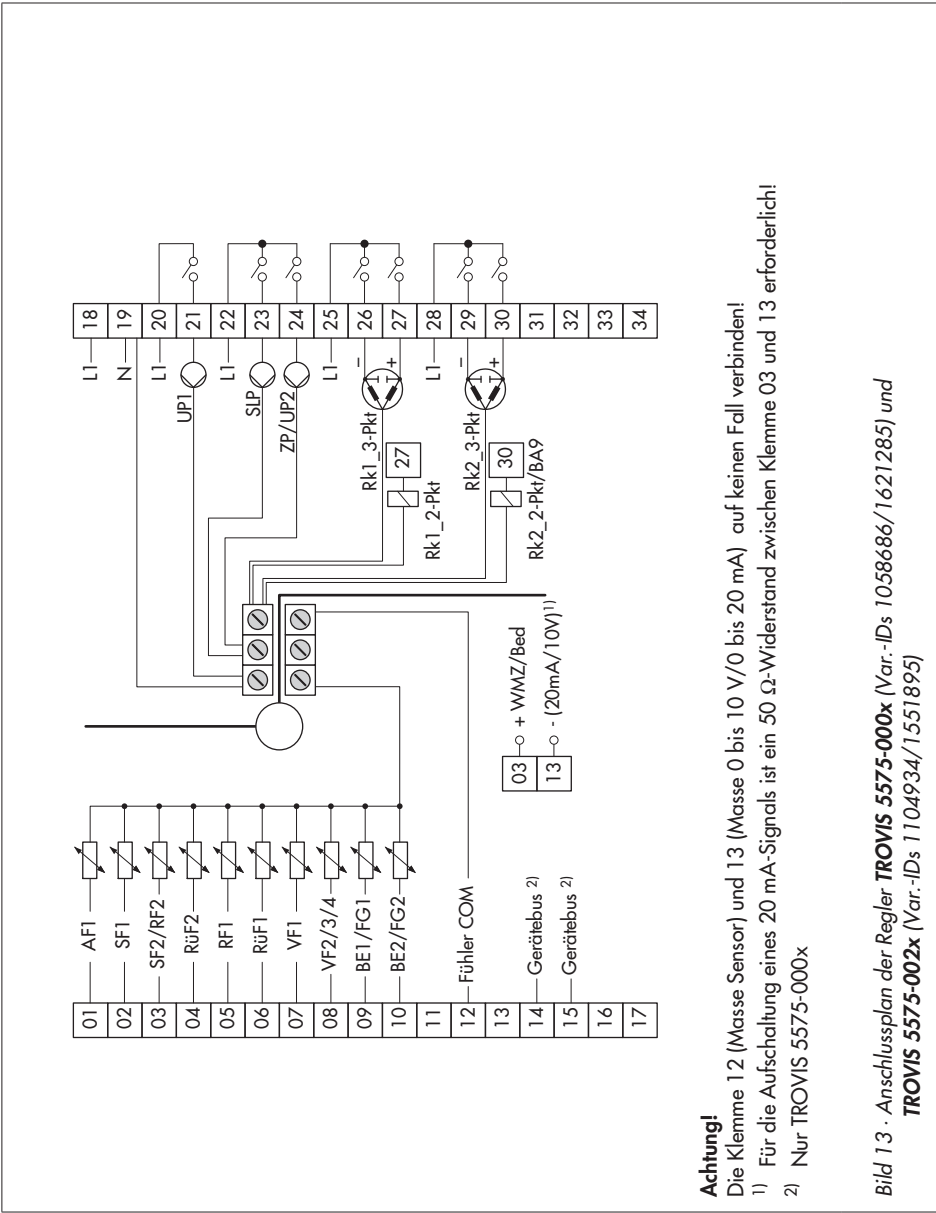 01
AF1
02
SF1
03
SF2/RF2
04
RüF2
05
RF1
06
RüF1
07
VF1
08
VF2/3/4
09
BE1/FG1
10
BE2/FG2
11
12
Fühler COM
13
14
Gerätebus 2)
15
Gerätebus 2)
16
17
03
+ WMZ/Bed
13
- (20mA/10V)1)
L1
18
N
19
L1
20
UP1
21
L1
22
SLP
23
ZP/UP2
24
L1
25
–
26
+
27
Rk1_3-Pkt
27
Rk1_2-Pkt
L1
28
–
29
+
30
Rk2_3-Pkt
30
Rk2_2-Pkt/BA9
31
32
33
34
Achtung!
Die Klemme 12 (Masse Sensor) und 13 (Masse 0 bis 10 V/0 bis 20 mA) auf keinen Fall verbinden!
1) Für die Aufschaltung eines 20 mA-Signals ist ein 50 Ω-Widerstand zwischen Klemme 03 und 13 erforderlich!
2) Nur TROVIS 5575-000x
Bild 13 · Anschlussplan der Regler TROVIS 5575-000x (Var.-IDs 1058686/1621285) und
TROVIS 5575-002x (Var.-IDs 1104934/1551895)